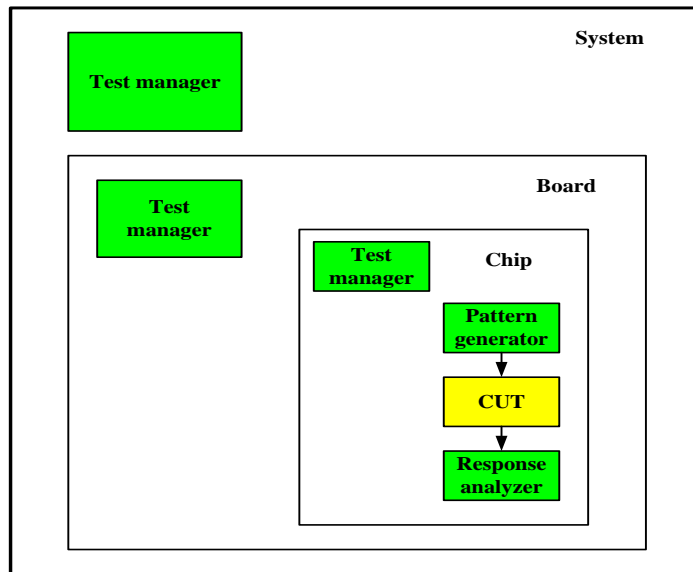 System
Test manager
Board
Test
manager
Test
manager
Chip
Pattern
generator
CUT
Response
analyzer